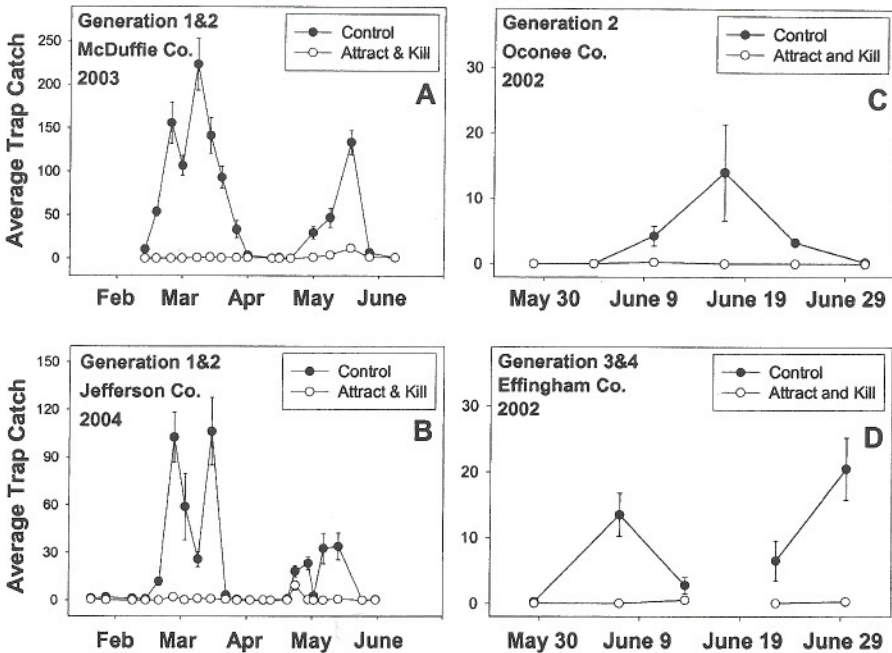 Generation 1&2
McDuffie Co.
2003
Control
Attract & Kill
A
Average Trap Catch
250
200
150
100
50
0
Feb Mar Apr May June
Generation 2
Oconee Co.
2002
Control
Attract and Kill
C
30
20
10
0
May 30 June 9 June 19 June 29
Generation 1&2
Jefferson Co.
2004
Control
Attract & Kill
B
Average Trap Catch
150
120
90
60
30
0
Feb Mar Apr May June
Generation 3&4
Effingham Co.
2002
Control
Attract and Kill
D
30
20
10
0
May 30 June 9 June 19 June 29